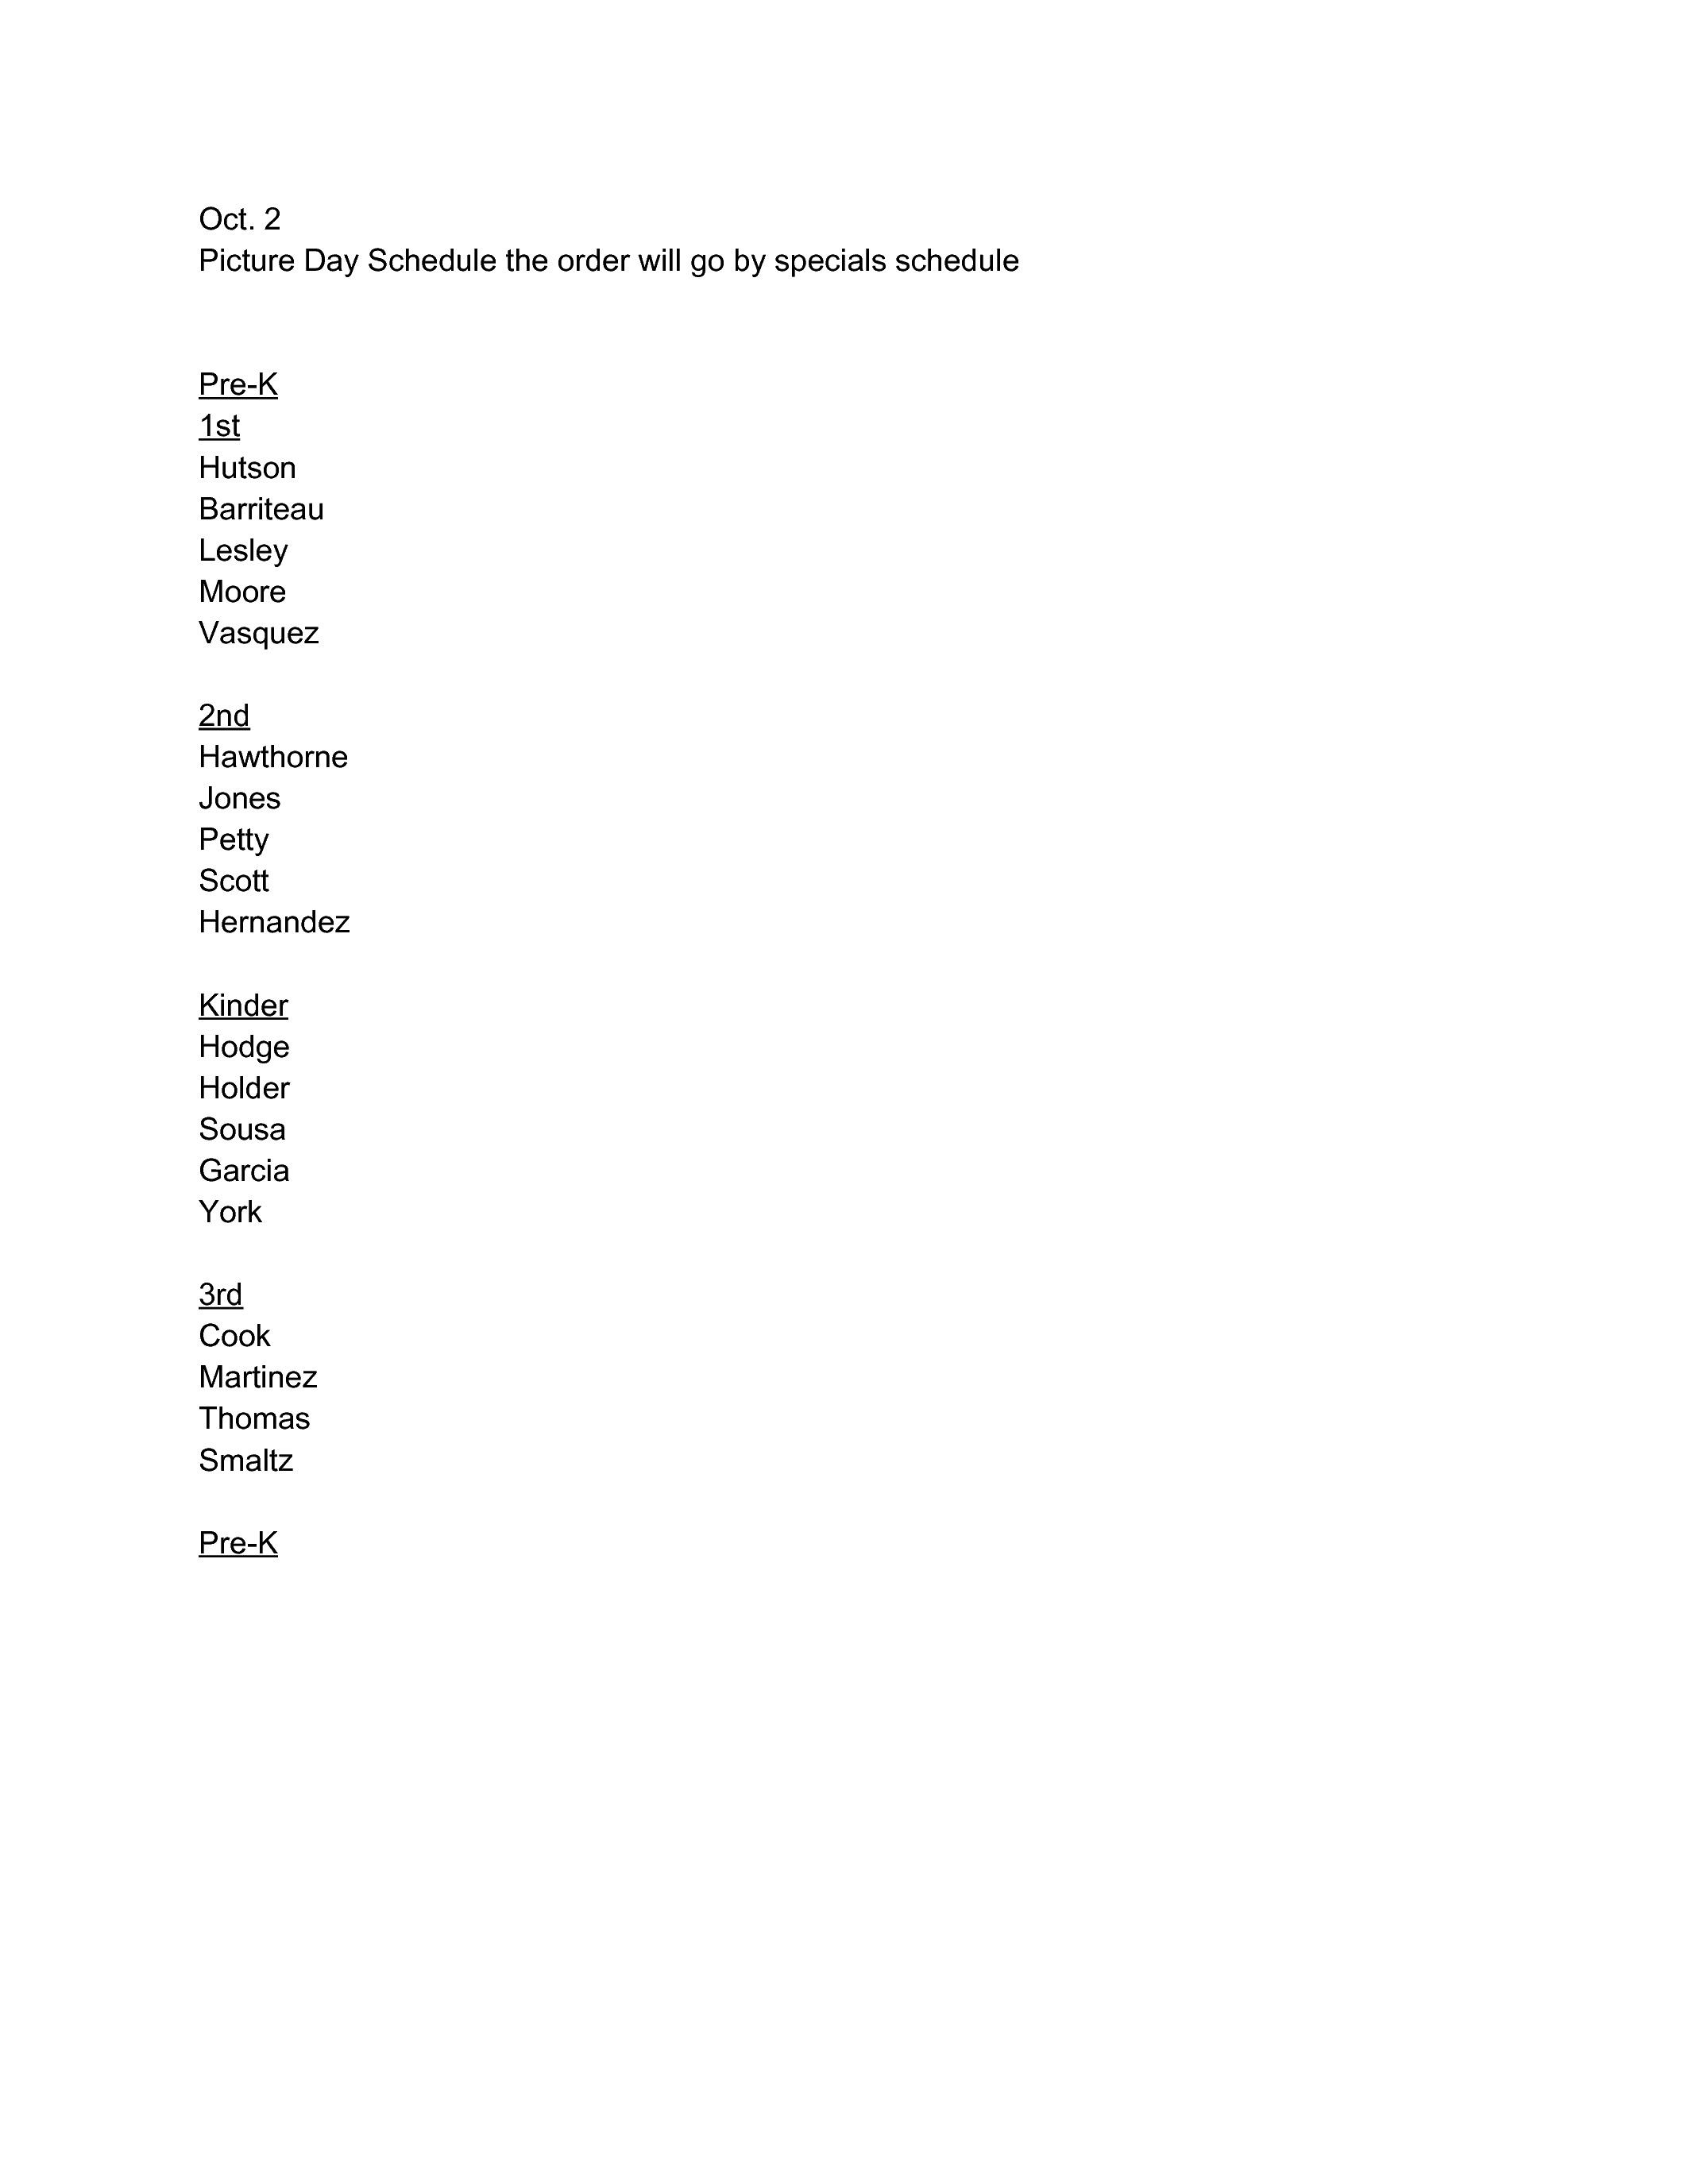 Oct. 2
Picture Day Schedule the order will go by specials schedule
Pre-K
1st
Hutson
Barriteau
Lesley
Moore
Vasquez
2nd
Hawthorne
Jones
Petty
Scott
Hernandez
Kinder
Hodge
Holder
Sousa
Garcia
York
3rd
Cook
Martinez
Thomas
Smaltz
Pre-K